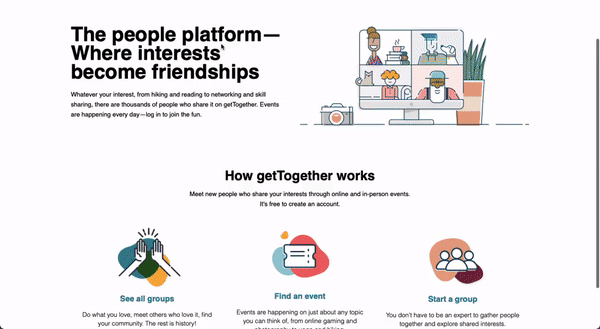 The people platform—
Where interests
become friendships
Whatever your interest, from hiking and reading to networking and skill
sharing, there are thousands of people who share it on getTogether. Events
are happening every day—log in to join the fun.
How getTogether works
Meet new people who share your interests through online and in-person events.
It's free to create an account.
See all groups
Do what you love, meet others who love it, find
your community. The rest is history!
Find an event
Events are happening on just about any topic
you can think of, from online gaming and
photography to yoga and hiking.
Start a group
You don't have to be an expert to gather people
together and explore shared interests.